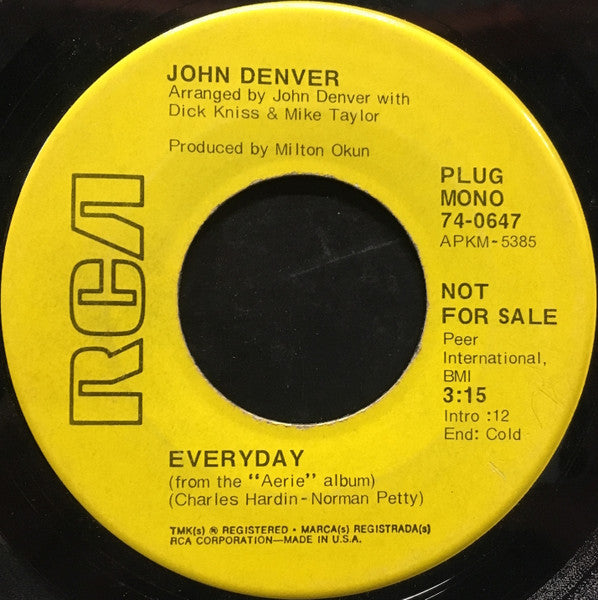 JOHN DENVER
Arranged by John Denver with
Dick Kniss & Mike Taylor
Produced by Milton Okun
RCA
PLUG
MONO
74-0647
APKM-5385
NOT
FOR SALE
Peer
International,
BMI
3:15
Intro :12
End: Cold
EVERYDAY
(from the "Aerie" album)
(Charles Hardin-Norman Petty)
TMK(s) ® REGISTERED • MARCA(s) REGISTRADA(s)
RCA CORPORATION—MADE IN U.S.A.